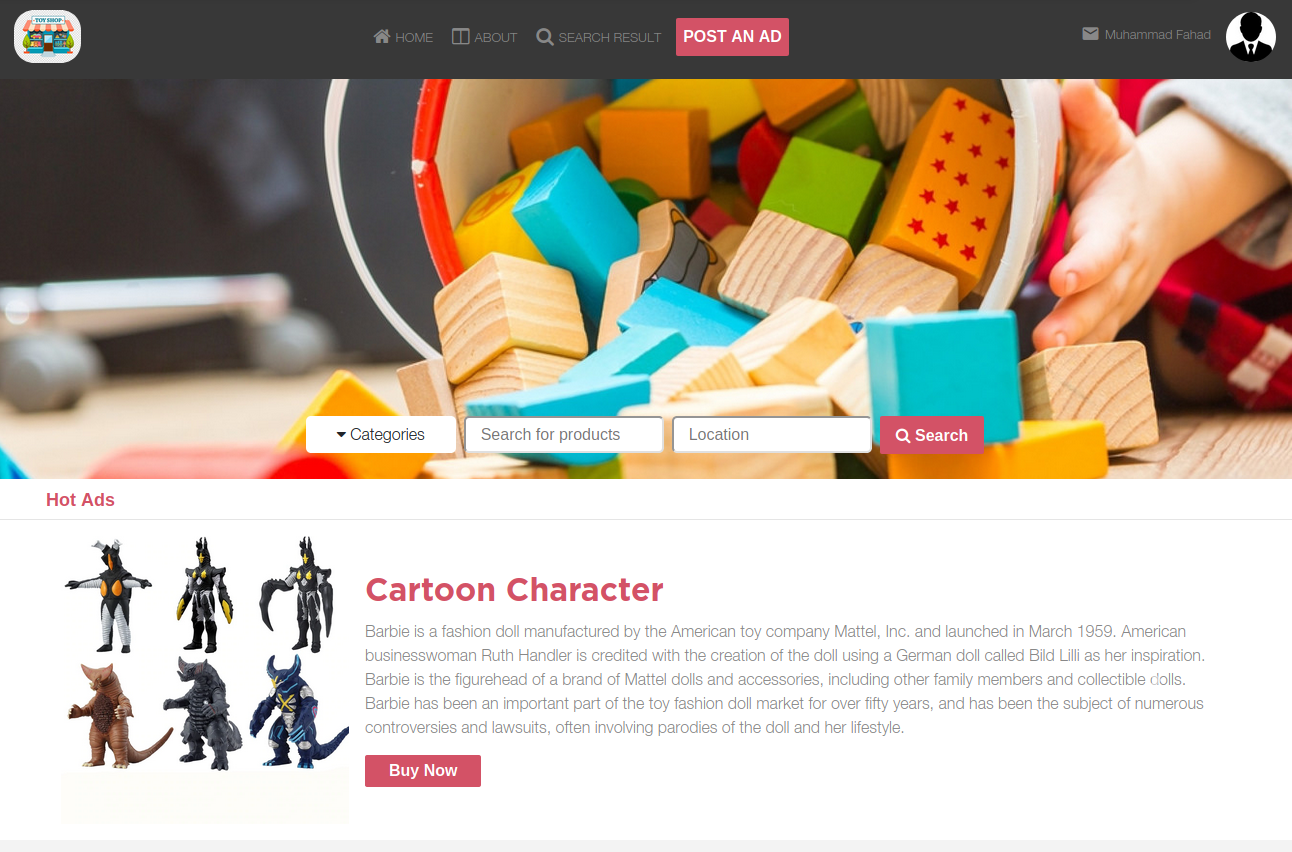 TOY SHOP
HOME
ABOUT
SEARCH RESULT
POST AN AD
Muhammad Fahad
Categories
Search for products
Location
Search
Hot Ads
Cartoon Character
Barbie is a fashion doll manufactured by the American toy company Mattel, Inc. and launched in March 1959. American
businesswoman Ruth Handler is credited with the creation of the doll using a German doll called Bild Lilli as her inspiration.
Barbie is the figurehead of a brand of Mattel dolls and accessories, including other family members and collectible dolls.
Barbie has been an important part of the toy fashion doll market for over fifty years, and has been the subject of numerous
controversies and lawsuits, often involving parodies of the doll and her lifestyle.
Buy Now